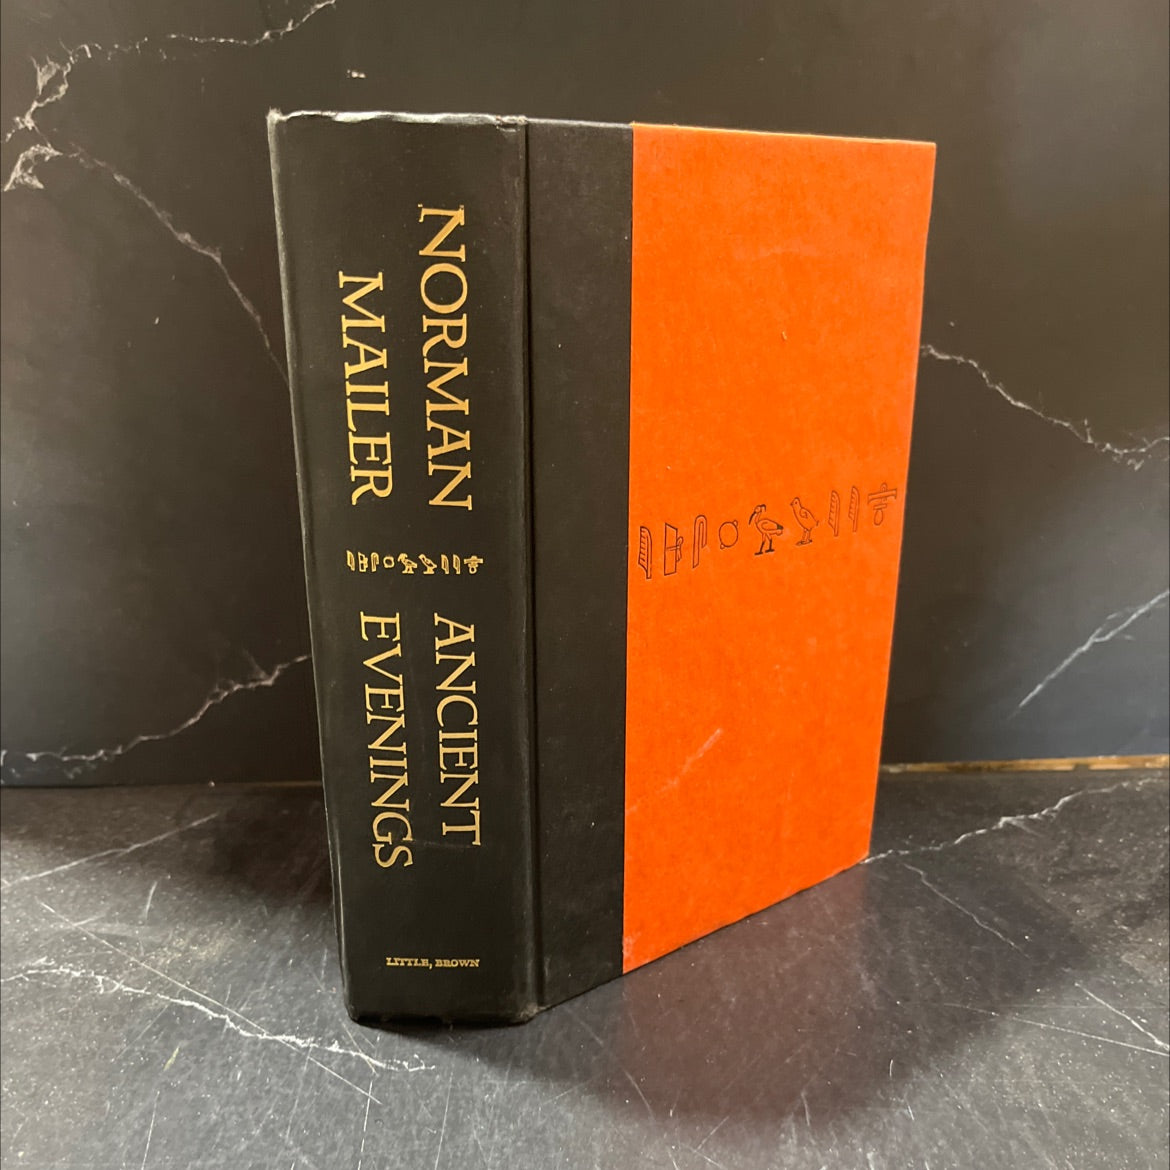 NORMAN
MAILER
ANCIENT
EVENINGS
LITTLE, BROWN